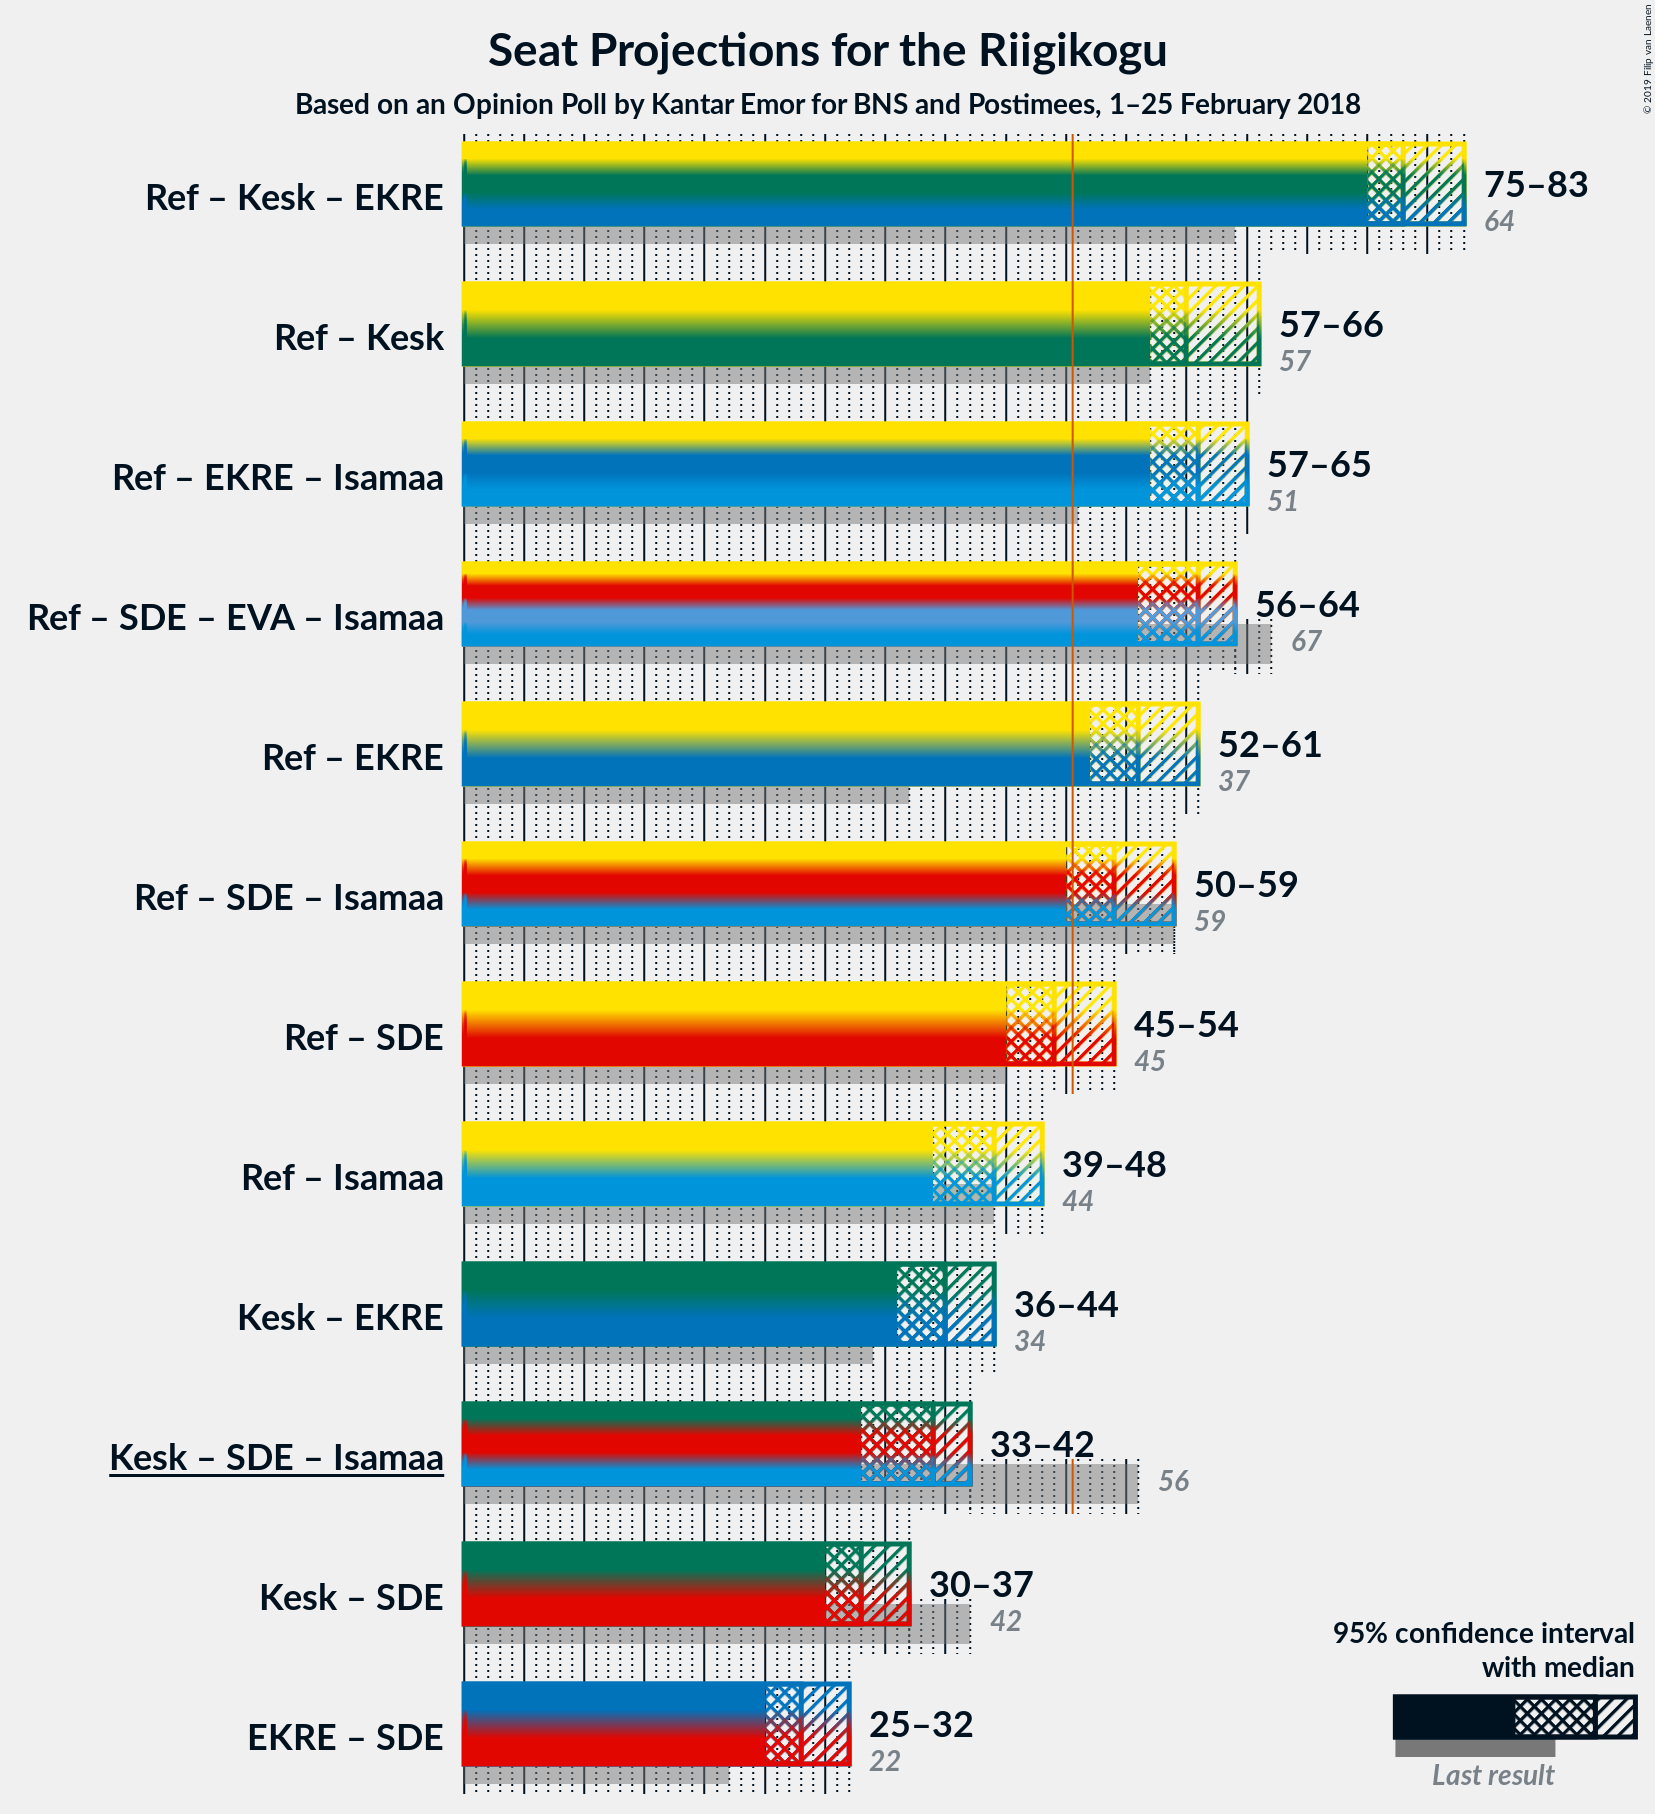 Seat Projections for the Riigikogu
Based on an Opinion Poll by Kantar Emor for BNS and Postimees, 1–25 February 2018
© 2019 Filip van Laenen
Ref – Kesk – EKRE
75–83
64
Ref – Kesk
57–66
57
Ref – EKRE – Isamaa
57–65
51
Ref – SDE – EVA – Isamaa
56–64
67
Ref – EKRE
52–61
37
Ref – SDE – Isamaa
50–59
59
Ref – SDE
45–54
45
Ref – Isamaa
39–48
44
Kesk – EKRE
36–44
34
Kesk – SDE – Isamaa
33–42
56
Kesk – SDE
30–37
42
EKRE – SDE
25–32
22
95% confidence interval
with median
Last result